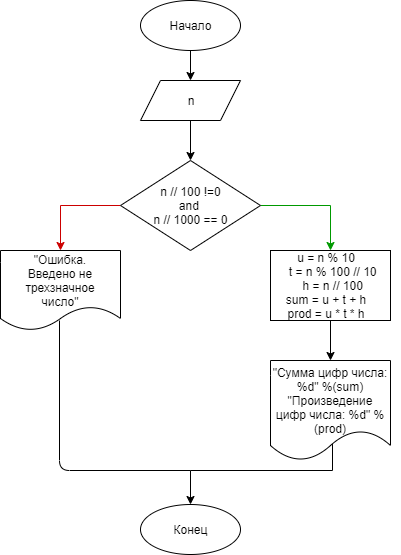 Начало
n
n // 100 !=0
and
n // 1000 == 0
"Ошибка.
Введено не
трехзначное
число"
u = n % 10
t = n % 100 // 10
h = n // 100
sum = u + t + h
prod = u * t * h
"Сумма цифр числа:
%d" %(sum)
"Произведение
цифр числа: %d" %
(prod)
Конец